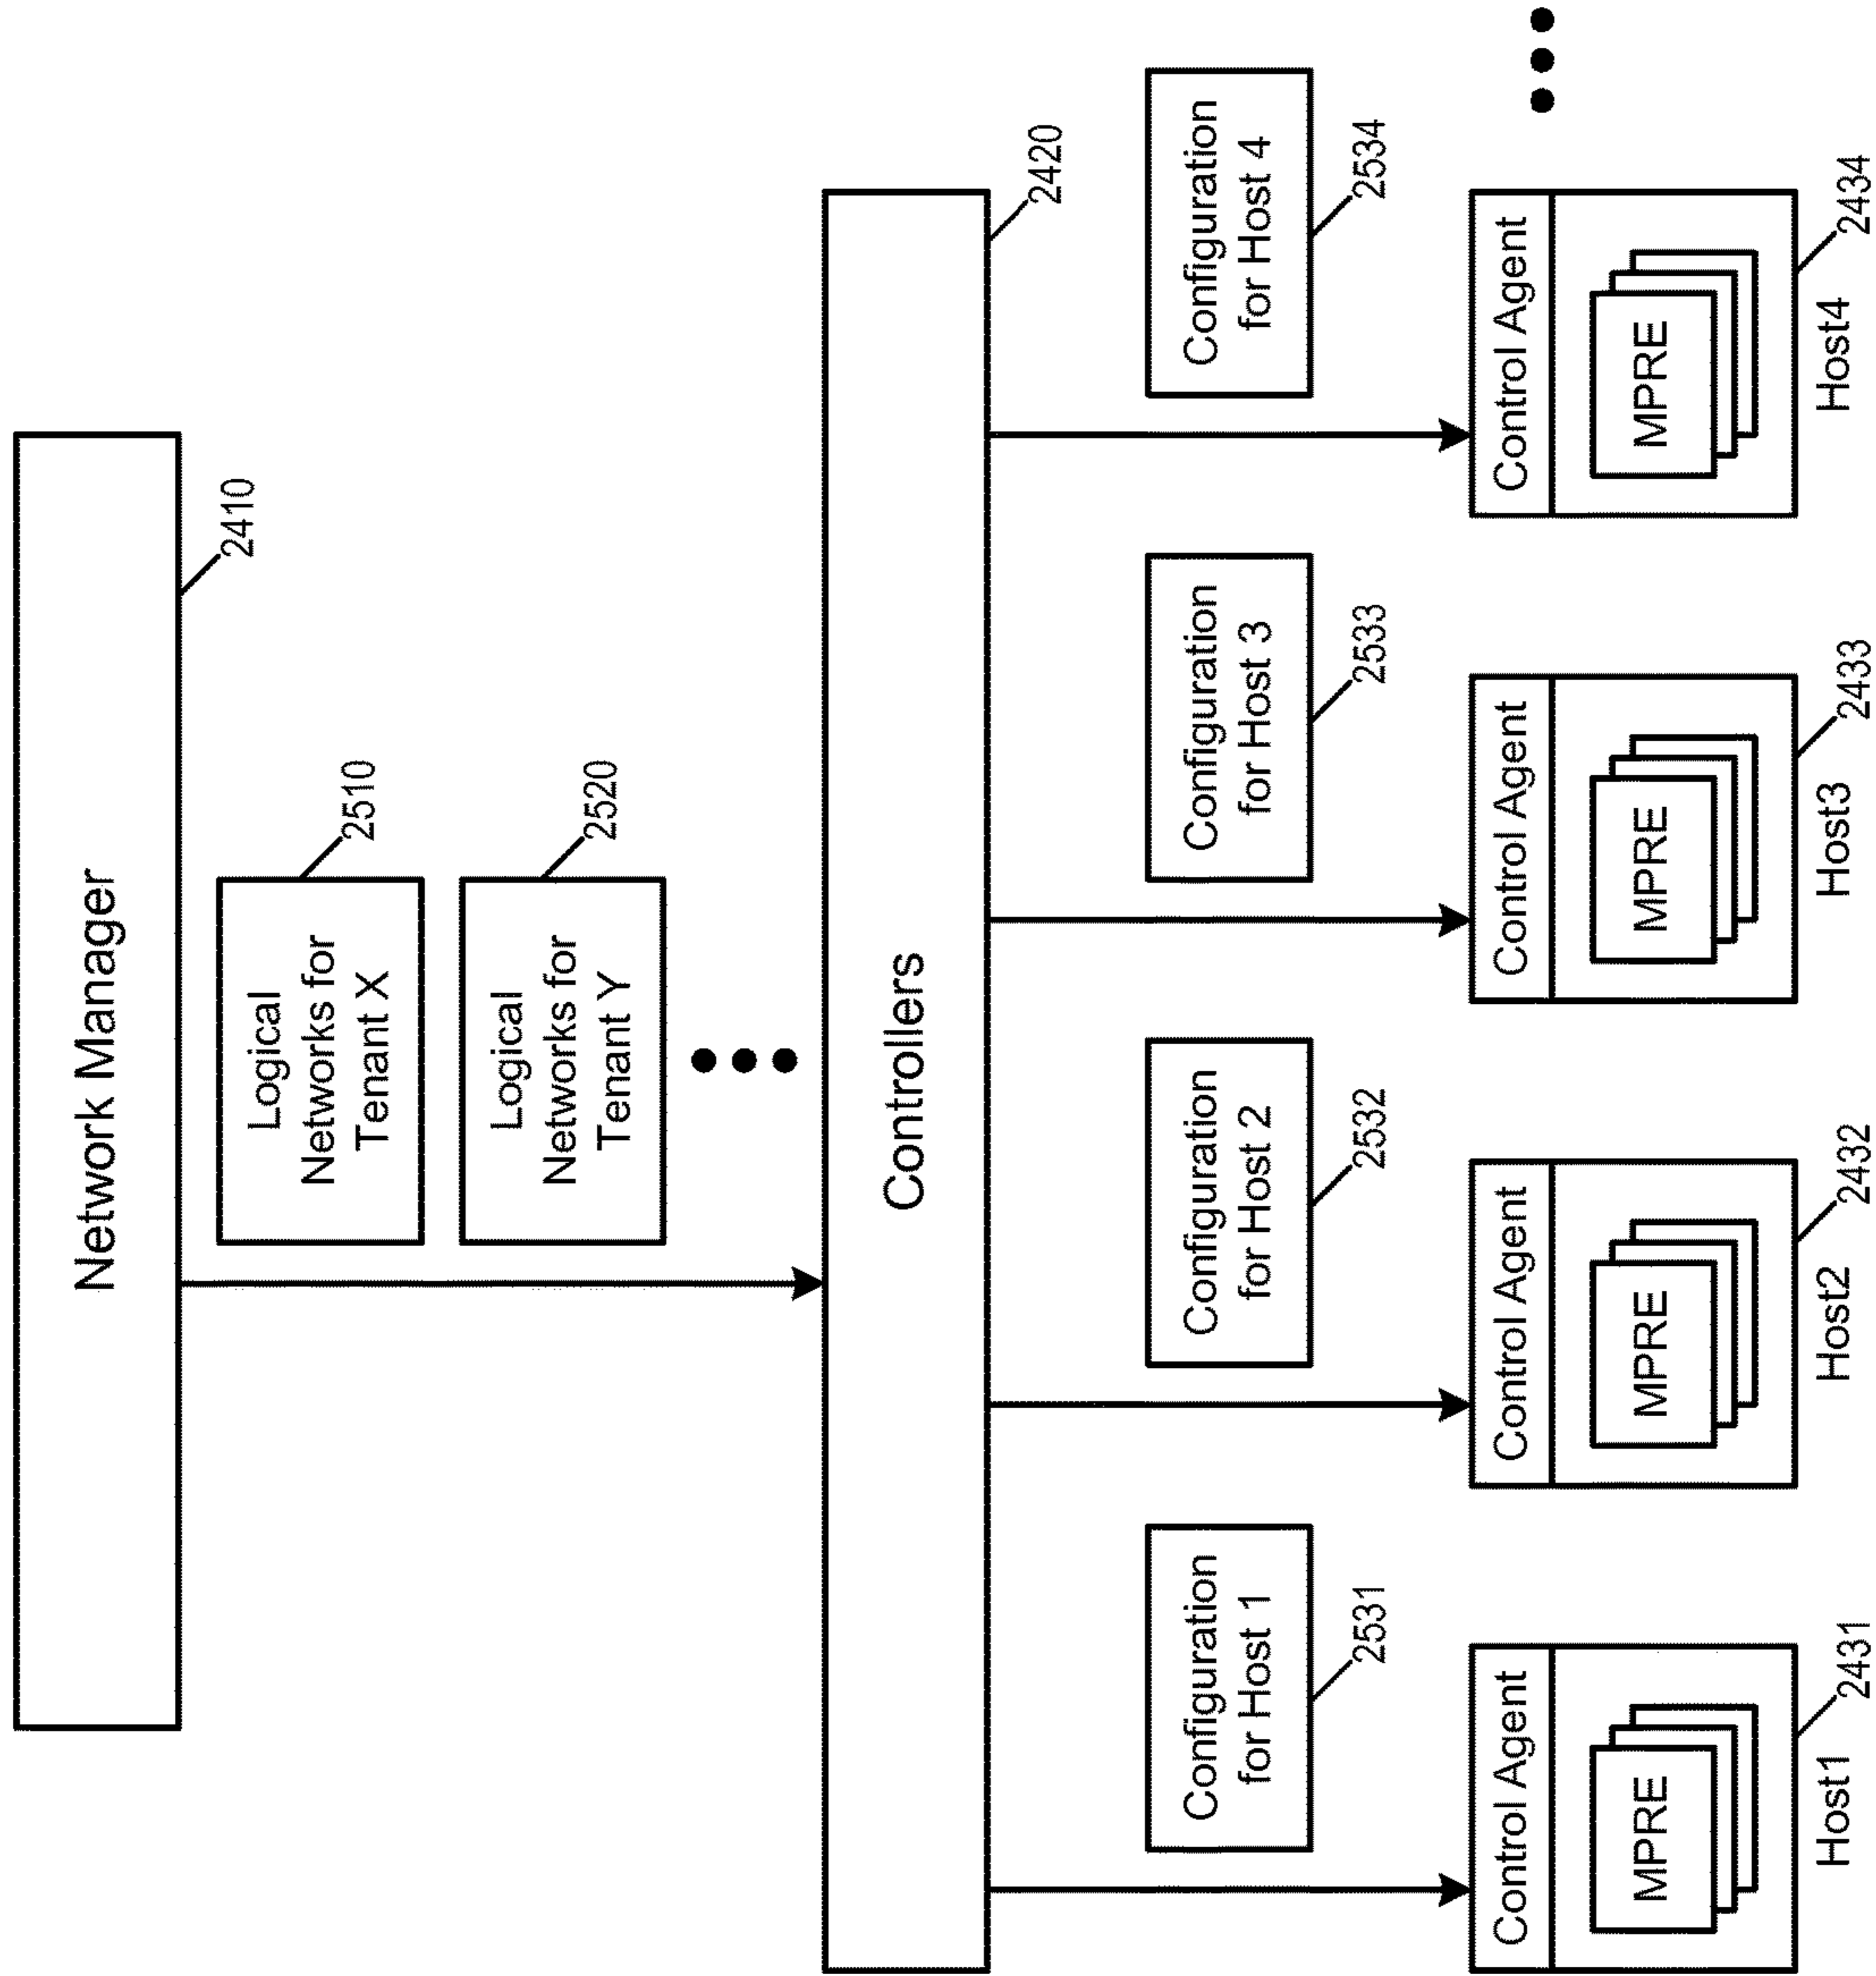 Network Manager
2410
Logical
Networks for
Tenant X
2510
Logical
Networks for
Tenant Y
2520
Controllers
2420
Configuration
for Host 1
2531
Configuration
for Host 2
2532
Configuration
for Host 3
2533
Configuration
for Host 4
2534
Control Agent
MPRE
Host1
2431
Control Agent
MPRE
Host2
2432
Control Agent
MPRE
Host3
2433
Control Agent
MPRE
Host4
2434